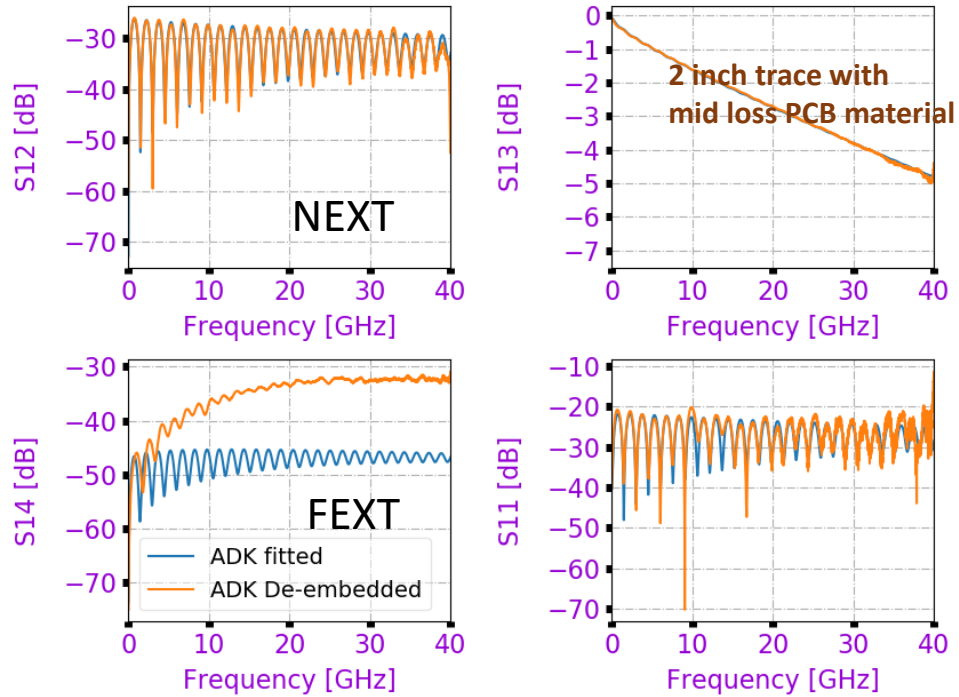 −30
−40
−50
−60
−70
S12 [dB]
NEXT
0 10 20 30 40
Frequency [GHz]
0
−1
−2
−3
−4
−5
−6
−7
S13 [dB]
2 inch trace with
mid loss PCB material
0 10 20 30 40
Frequency [GHz]
−30
−40
−50
−60
−70
S14 [dB]
FEXT
ADK fitted
ADK De-embedded
0 10 20 30 40
Frequency [GHz]
−10
−20
−30
−40
−50
−60
−70
S11 [dB]
0 10 20 30 40
Frequency [GHz]